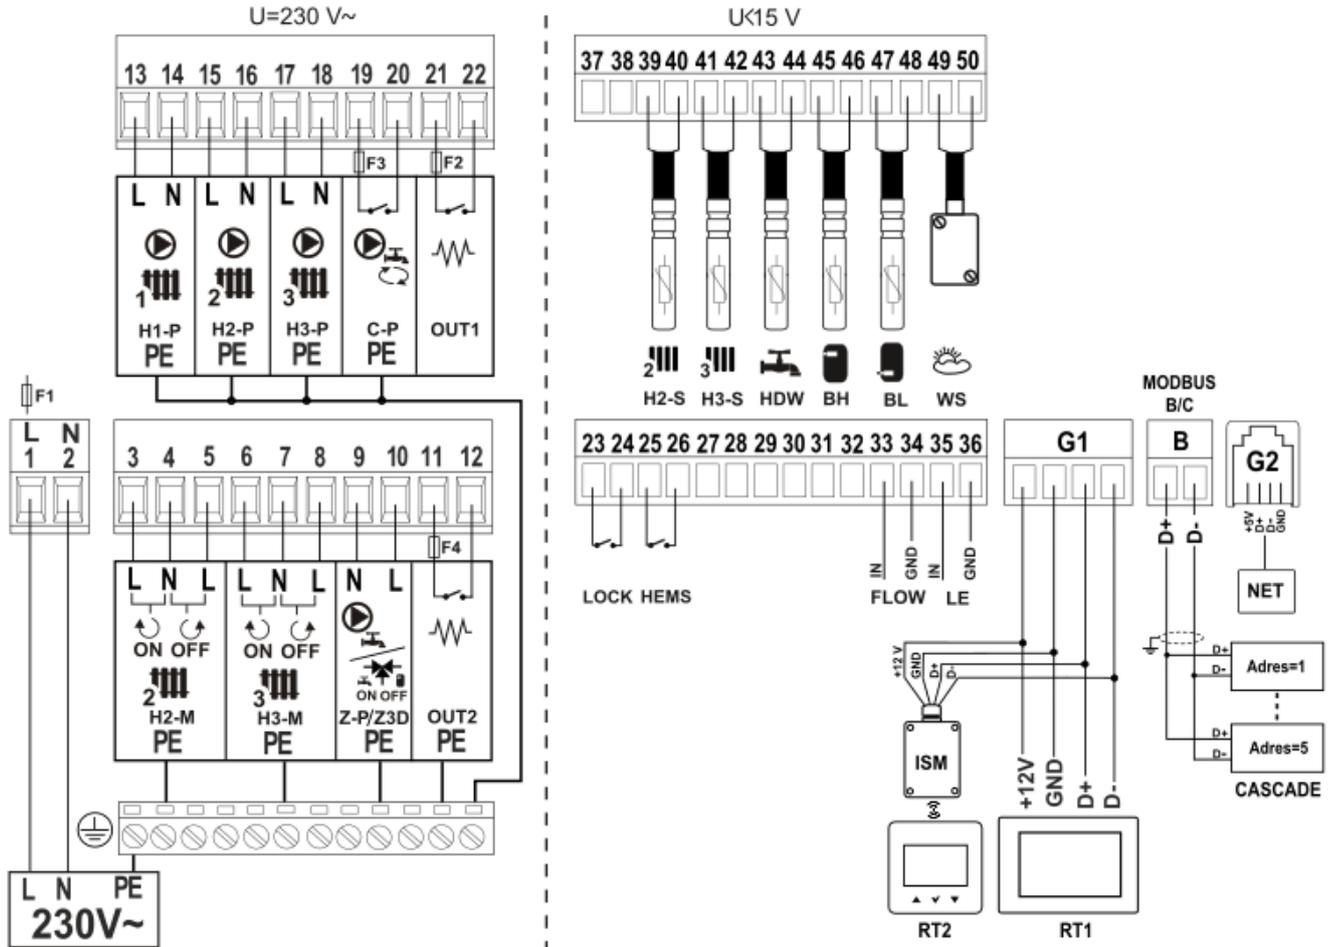 U=230 V~
U<15 V
13 14 15 16 17 18 19 20 21 22
37 38 39 40 41 42 43 44 45 46 47 48 49 50
F3 F2
L N L N L N
1 2 3
H1-P H2-P H3-P C-P OUT1
PE PE PE PE
2 3
H2-S H3-S HDW BH BL WS
F1
L N
1 2
3 4 5 6 7 8 9 10 11 12
23 24 25 26 27 28 29 30 31 32 33 34 35 36
G1
MODBUS
B/C
B
G2
+5V D+ D- GND
D+ D-
NET
F4
L N L L N L N L
ON OFF ON OFF
ON OFF
2 3
H2-M H3-M Z-P/Z3D OUT2
PE PE PE PE
LOCK HEMS
IN GND IN GND
FLOW LE
+12 V GND D+ D-
ISM
+12V GND D+ D-
D+
D-
Adres=1
D+
D-
Adres=5
CASCADE
L N PE
230V~
RT2 RT1